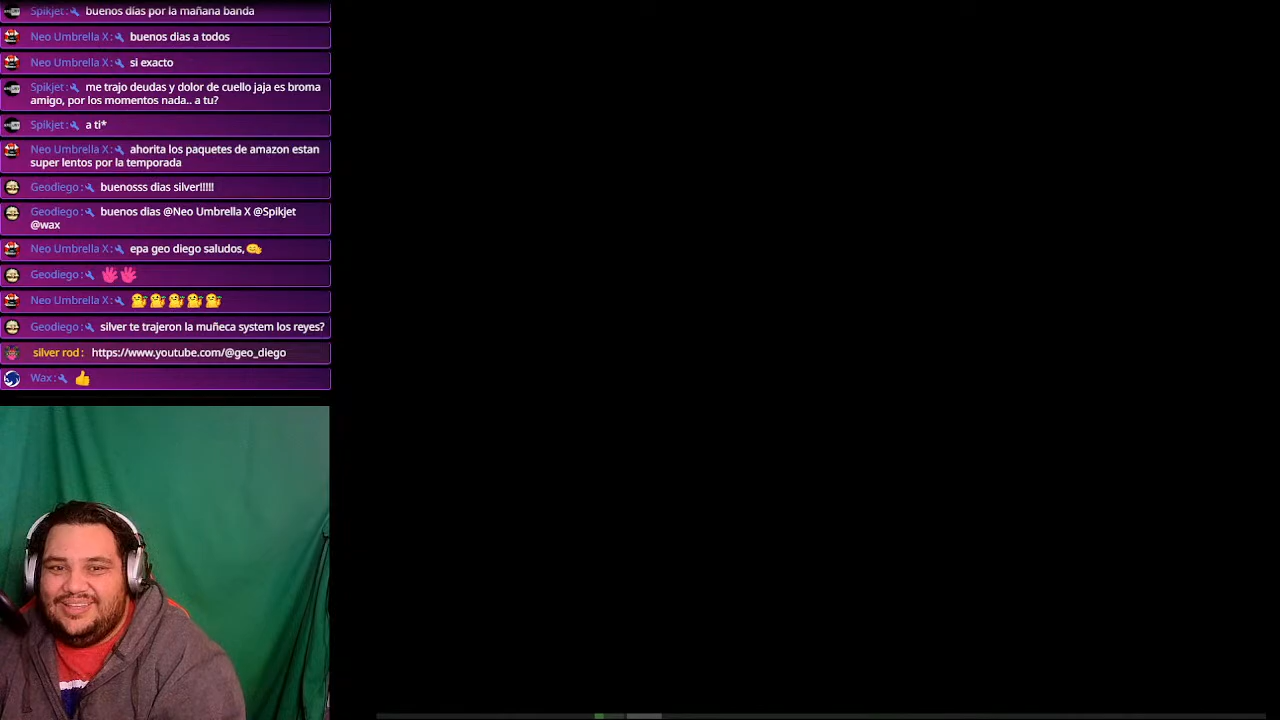 Spikjet: buenos días por la mañana banda
Neo Umbrella X: buenos dias a todos
Neo Umbrella X: si exacto
Spikjet: me trajo deudas y dolor de cuello jaja es broma
amigo, por los momentos nada.. a tu?
Spikjet: a ti*
Neo Umbrella X: ahorita los paquetes de amazon estan
super lentos por la temporada
Geodiego: buenosss dias silver!!!!!
Geodiego: buenos dias @Neo Umbrella X @Spikjet
@wax
Neo Umbrella X: epa geo diego saludos,
Geodiego:
Neo Umbrella X:
Geodiego: silver te trajeron la muñeca system los reyes?
silver rod: https://www.youtube.com/@geo_diego
Wax: